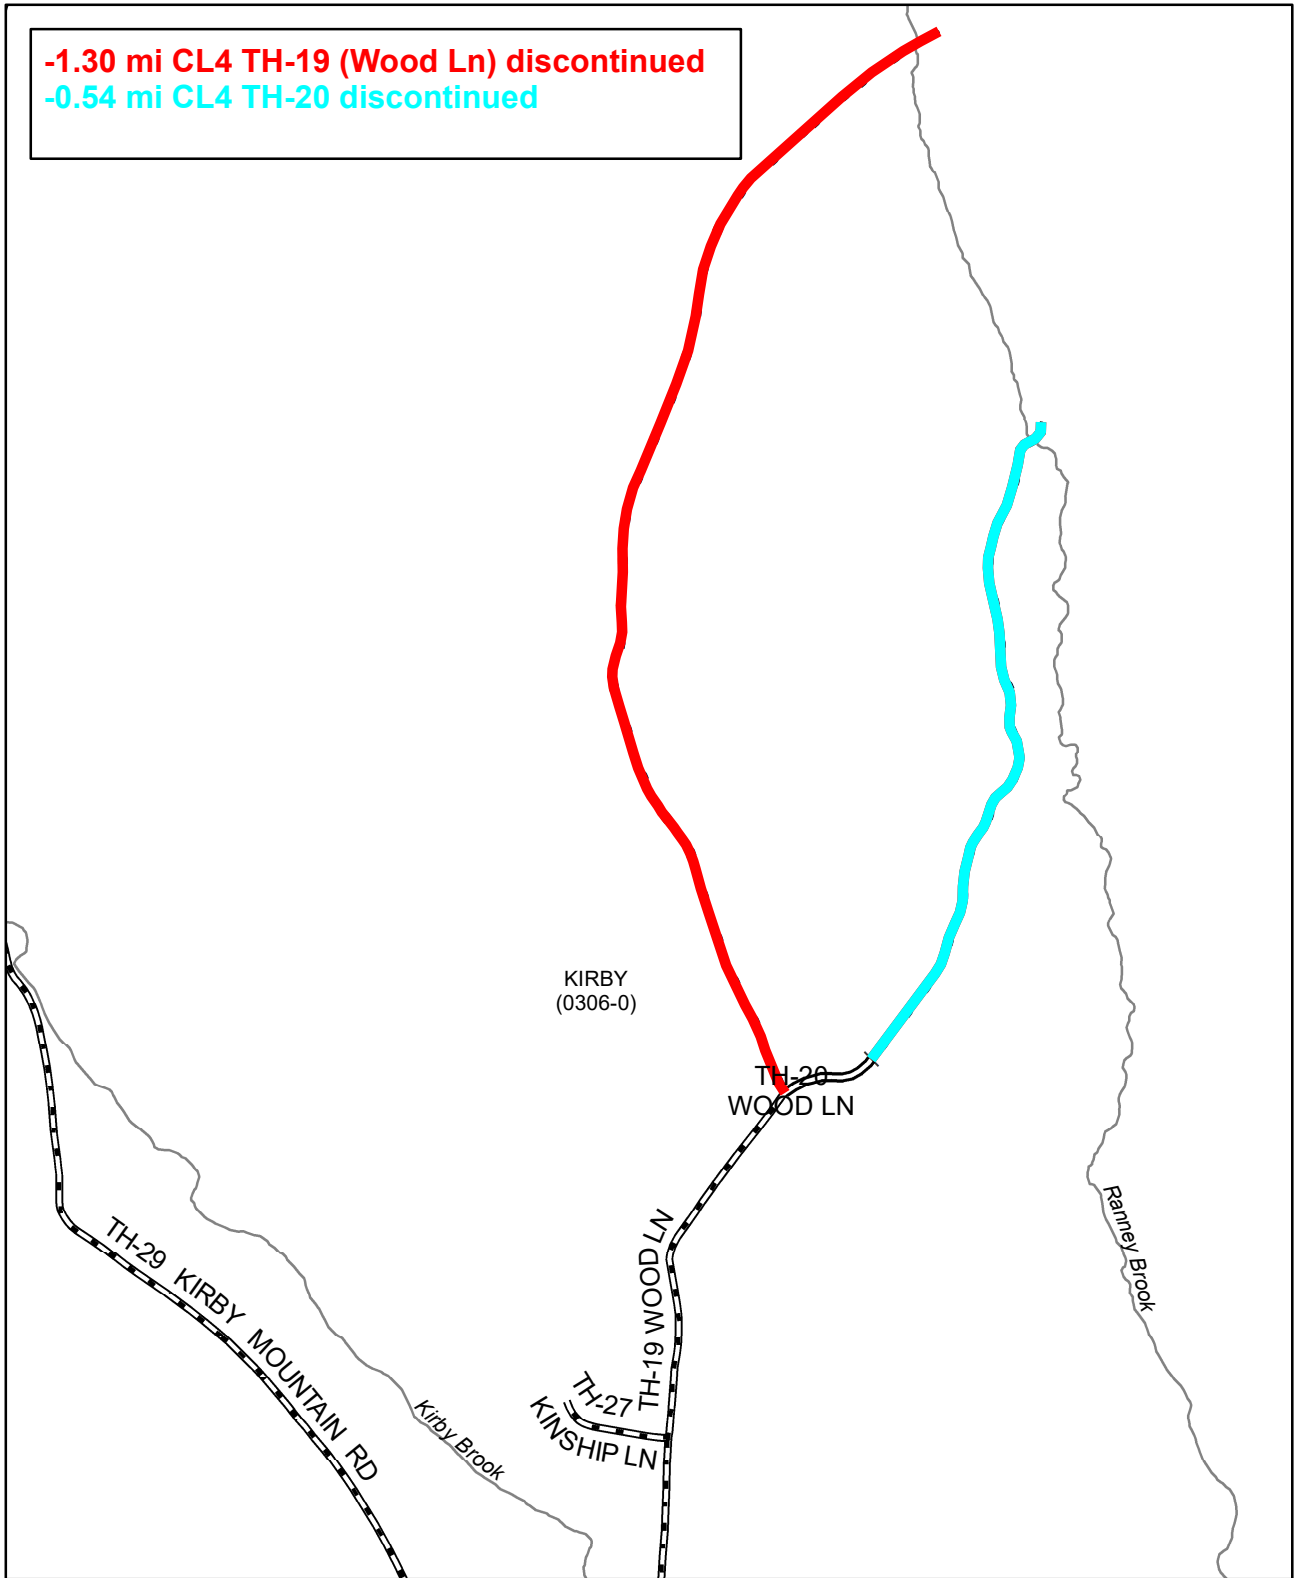 -1.30 mi CL4 TH-19 (Wood Ln) discontinued
-0.54 mi CL4 TH-20 discontinued
KIRBY
(0306-0)
TH-20
WOOD LN
Ranney Brook
TH-19 WOOD LN
TH-29 KIRBY MOUNTAIN RD
TH-27
KINSHIP LN
Kirby Brook